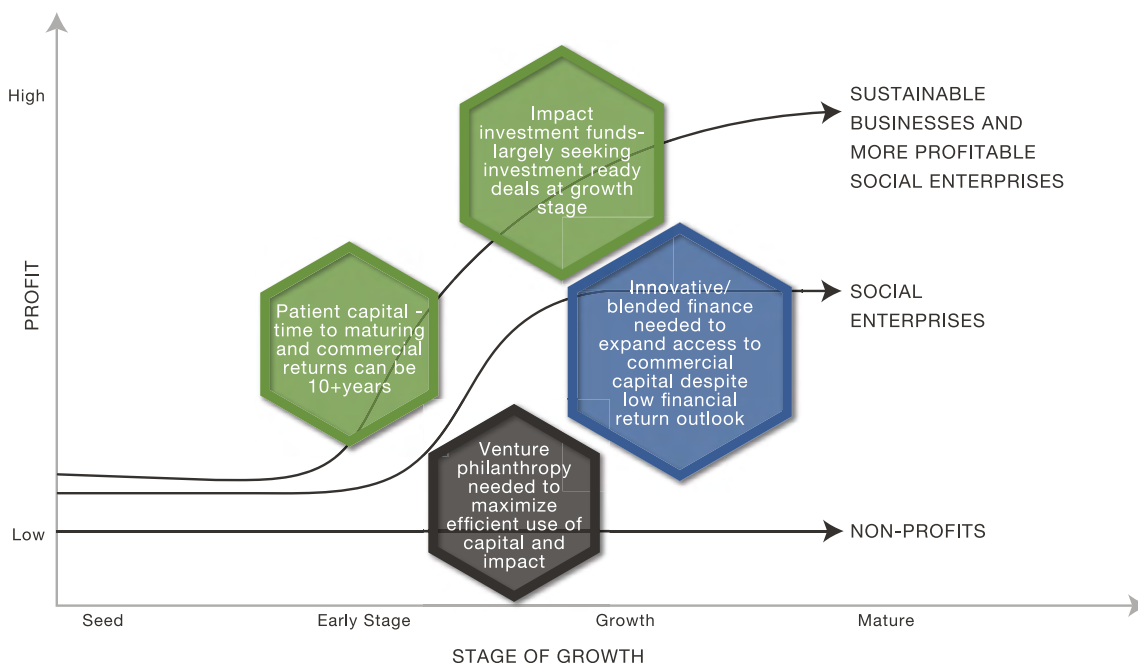 High
PROFIT
Low
Impact
investment funds-
largely seeking
investment ready
deals at growth
stage
SUSTAINABLE
BUSINESSES AND
MORE PROFITABLE
SOCIAL ENTERPRISES
Patient capital -
time to maturing
and commercial
returns can be
10+years
Innovative/
blended finance
needed to
expand access to
commercial
capital despite
low financial
return outlook
SOCIAL
ENTERPRISES
Venture
philanthropy
needed to
maximize
efficient use of
capital and
impact
NON-PROFITS
Seed
Early Stage
Growth
Mature
STAGE OF GROWTH